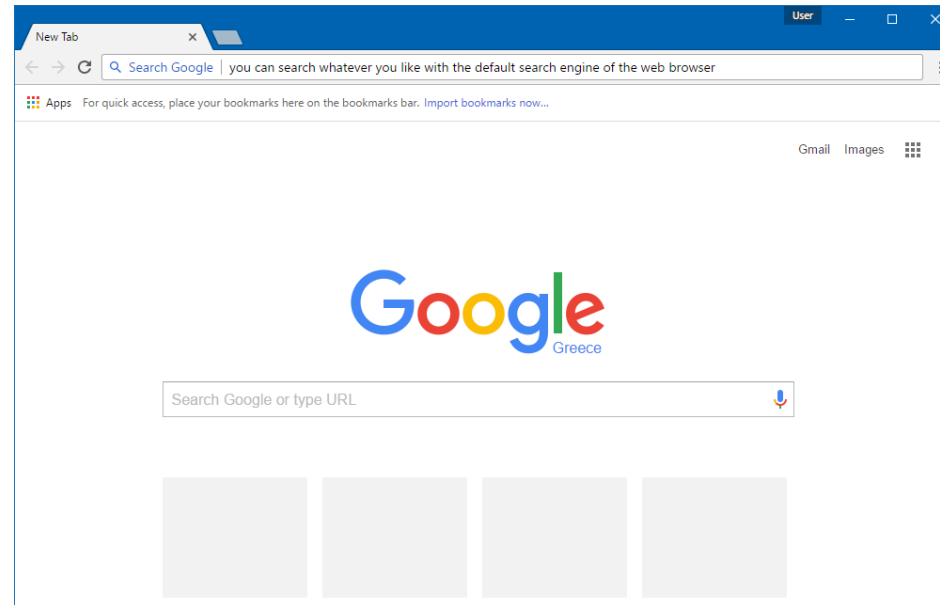 User
New Tab
Search Google | you can search whatever you like with the default search engine of the web browser
Apps For quick access, place your bookmarks here on the bookmarks bar. Import bookmarks now...
Gmail Images
Google
Greece
Search Google or type URL